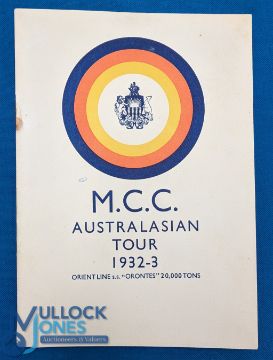 M.C.C.
AUSTRALASIAN
TOUR
1932-3
ORIENT LINE s.s. "ORONTES" 20,000 TONS
MULLOCK
JONES
Auctioneers & Valuers